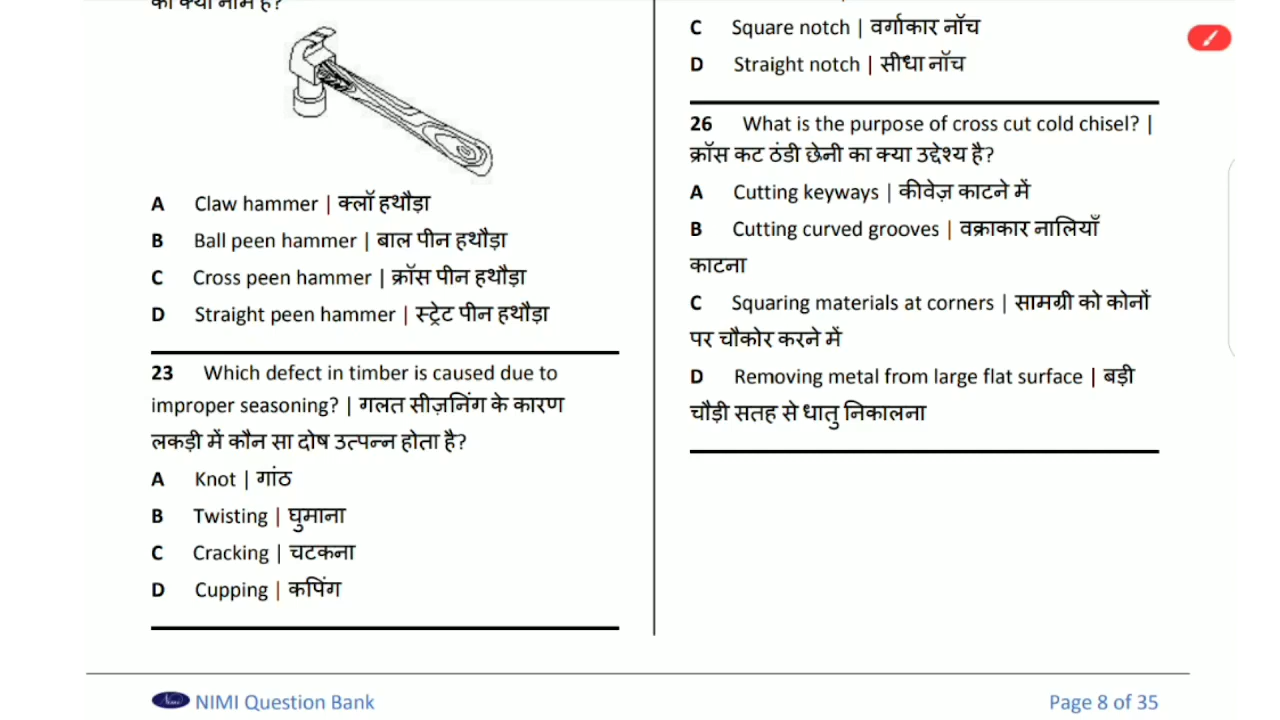 का क्या नाम है?
A Claw hammer | क्लॉ हथौड़ा
B Ball peen hammer | बाल पीन हथौड़ा
C Cross peen hammer | क्रॉस पीन हथौड़ा
D Straight peen hammer | स्ट्रेट पीन हथौड़ा
23 Which defect in timber is caused due to
improper seasoning? | गलत सीज़निंग के कारण
लकड़ी में कौन सा दोष उत्पन्न होता है?
A Knot | गांठ
B Twisting | घुमाना
C Cracking | चटकना
D Cupping | कपिंग
C Square notch | वर्गाकार नॉच
D Straight notch | सीधा नॉच
26 What is the purpose of cross cut cold chisel? |
क्रॉस कट ठंडी छेनी का क्या उद्देश्य है?
A Cutting keyways | कीवेज़ काटने में
B Cutting curved grooves | वक्राकार नालियाँ
काटना
C Squaring materials at corners | सामग्री को कोनों
पर चौकोर करने में
D Removing metal from large flat surface | बड़ी
चौड़ी सतह से धातु निकालना
NIMI Question Bank
Page 8 of 35